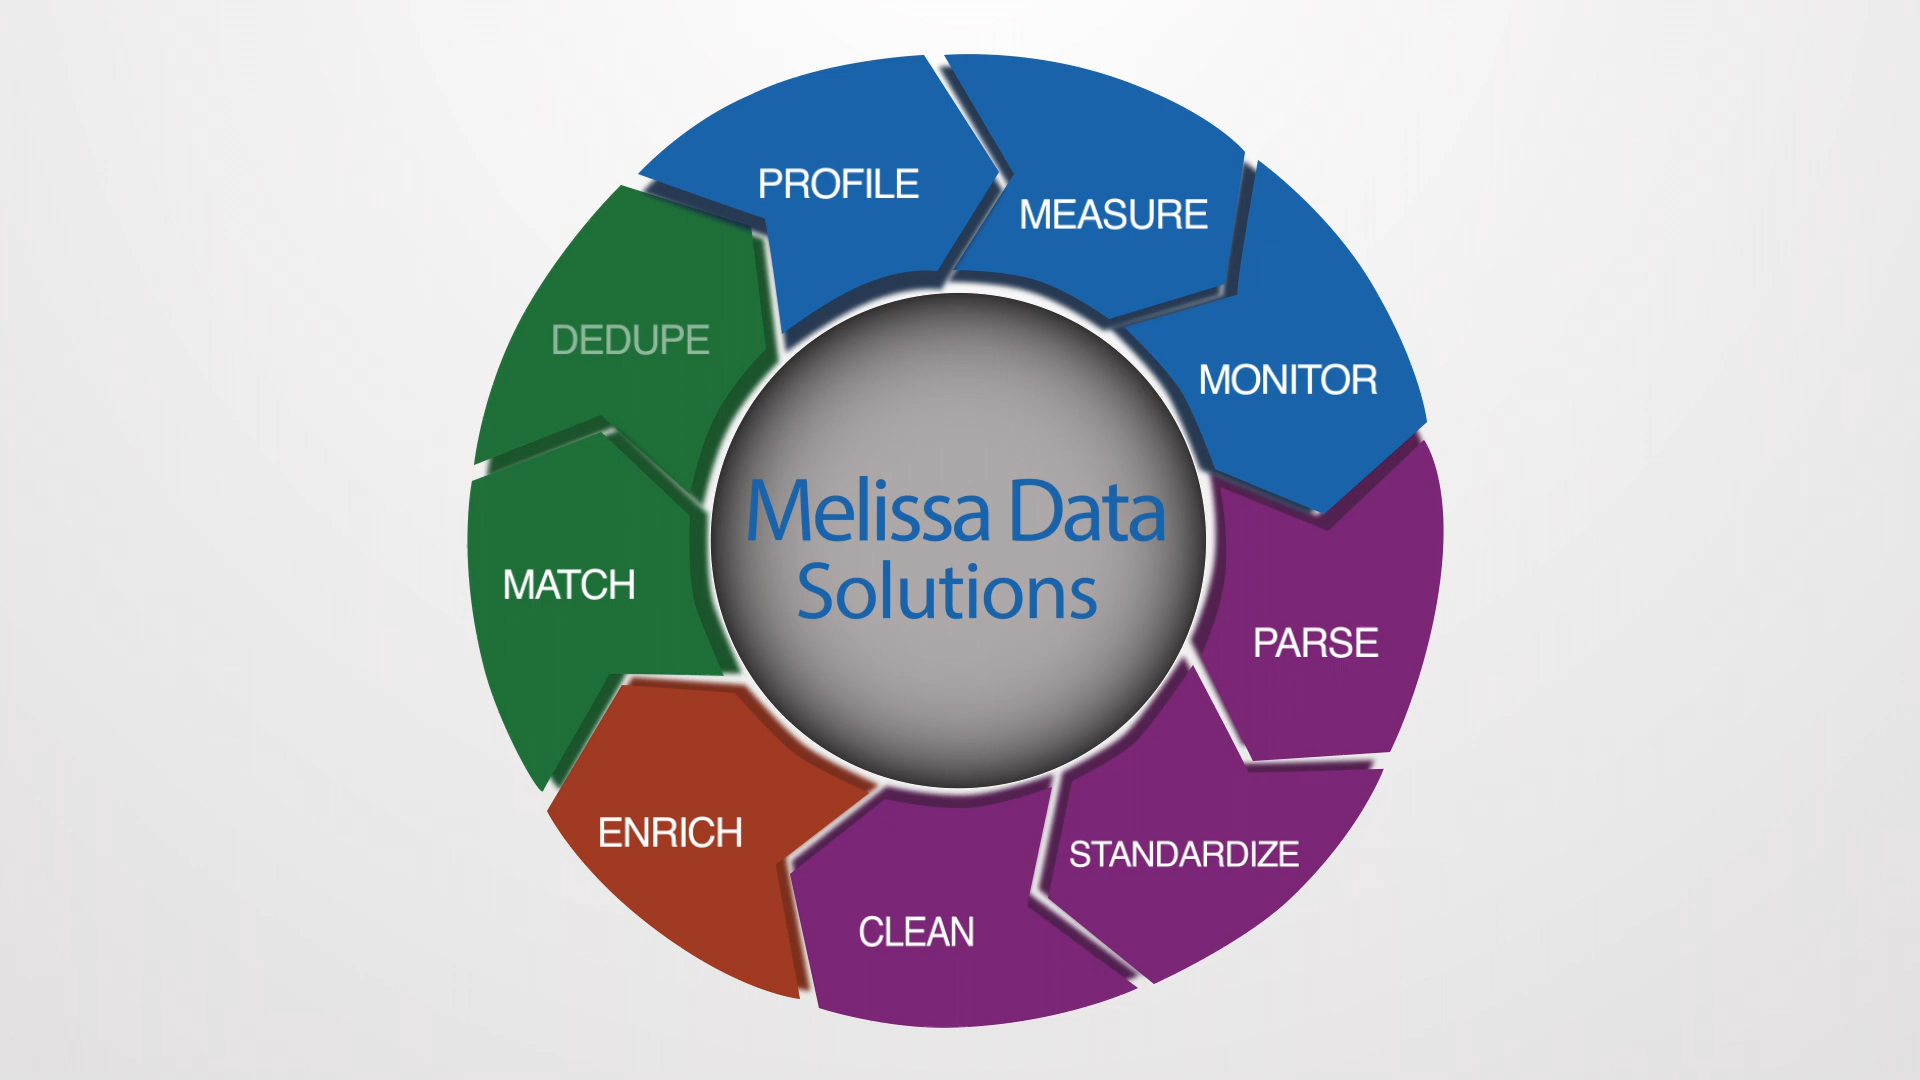 PROFILE
MEASURE
MONITOR
PARSE
STANDARDIZE
CLEAN
ENRICH
MATCH
DEDUPE
Melissa Data
Solutions